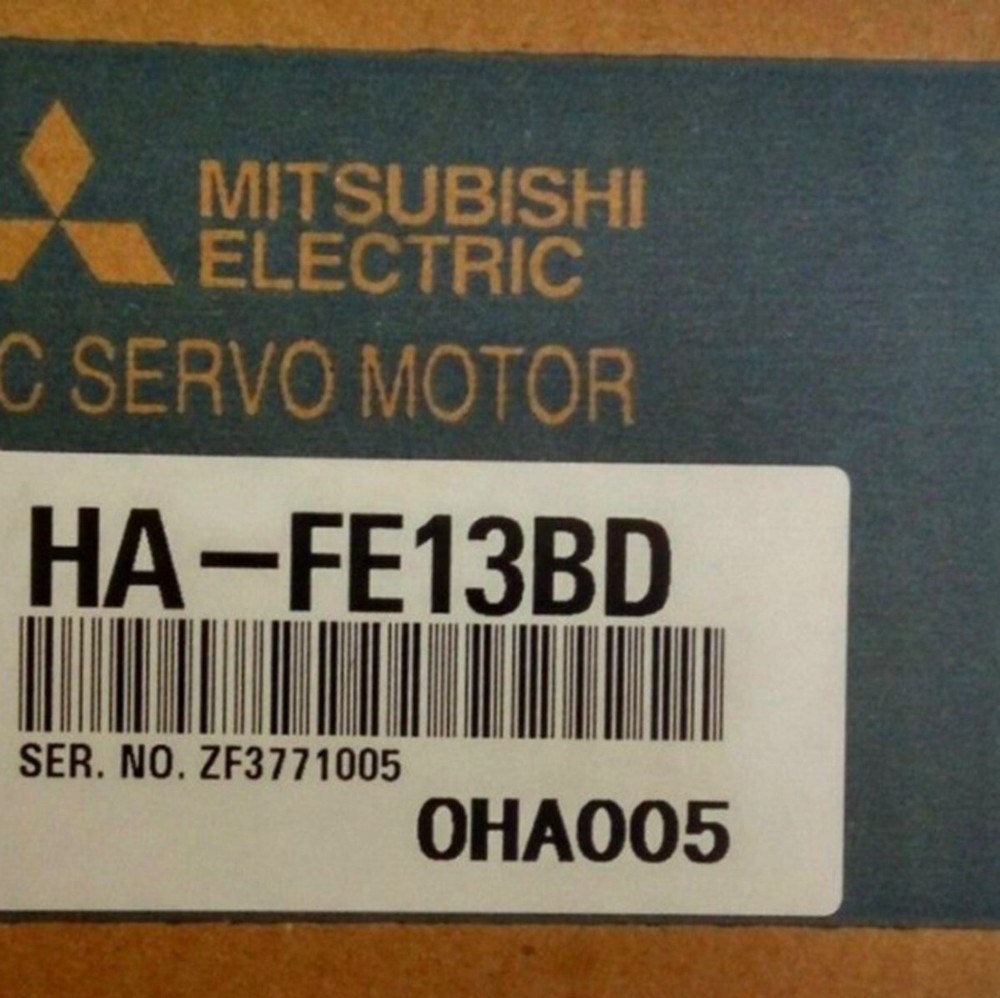 MITSUBISHI
ELECTRIC
C SERVO MOTOR
HA-FE13BD
SER. NO. ZF3771005
OHA005